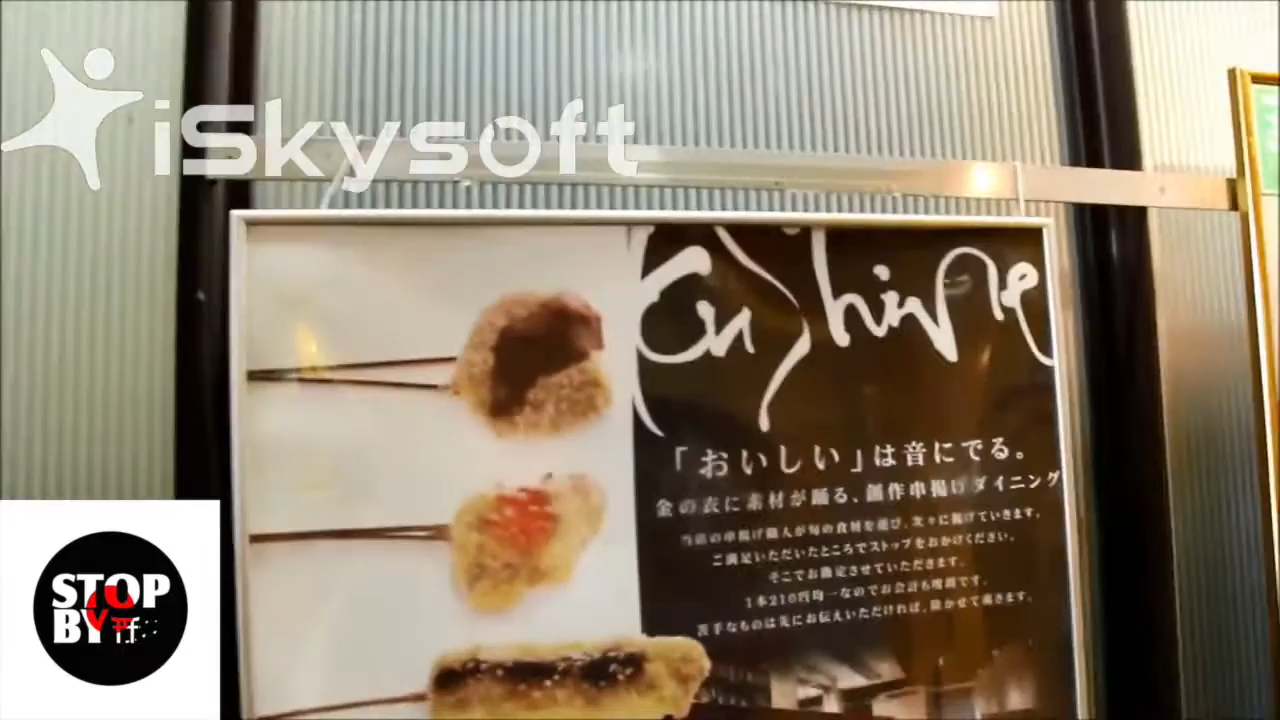 iSkysoft
Kushine
「おいしい」は音にでる。
金の衣に素材が踊る、創作串揚げダイニング
当店の串揚げ職人が旬の食材を選び、次々に揚げていきます。
ご満足いただいたところでストップをおかけください。
そこでお勘定させていただきます。
1本210円均一なのでお会計も明朗です。
苦手なものは先にお伝えいただければ、除かせて頂きます。
STOP
BY